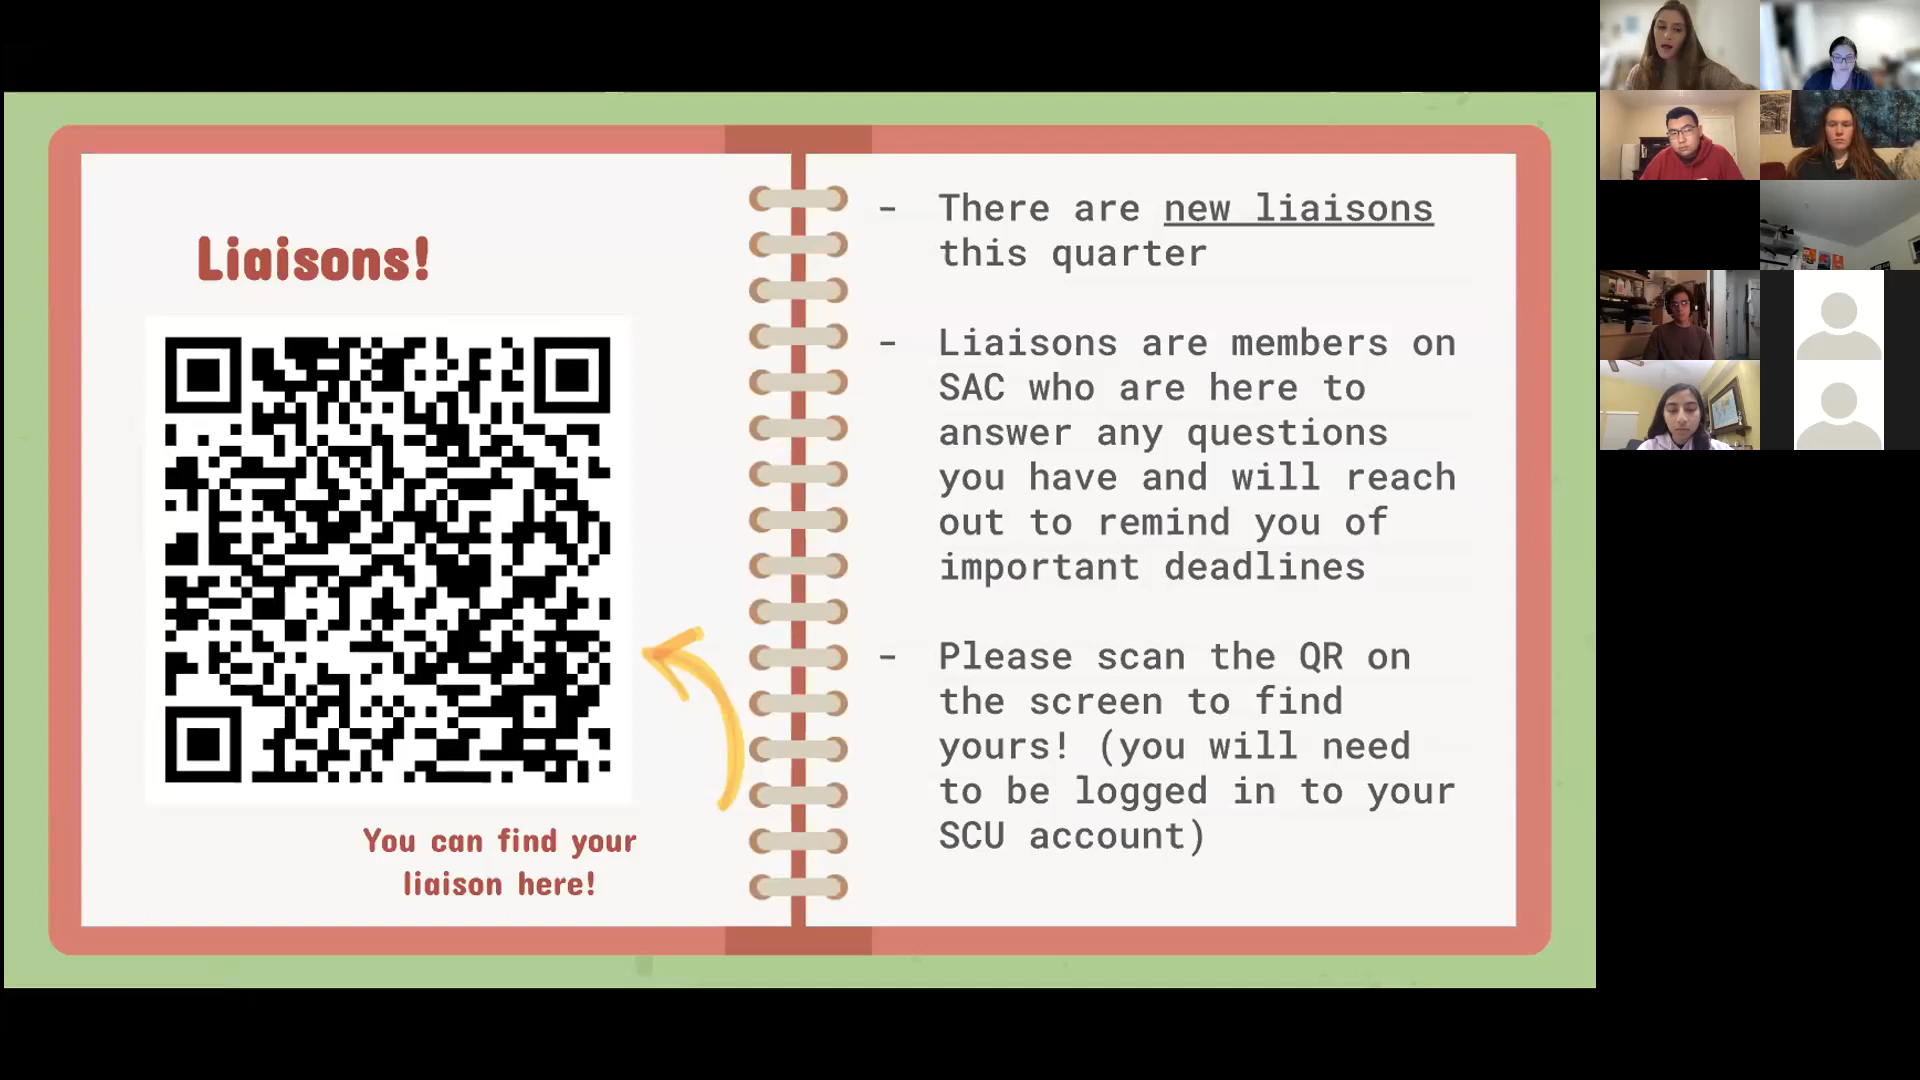 Liaisons!
You can find your
liaison here!
- There are new liaisons
this quarter
- Liaisons are members on
SAC who are here to
answer any questions
you have and will reach
out to remind you of
important deadlines
- Please scan the QR on
the screen to find
yours! (you will need
to be logged in to your
SCU account)